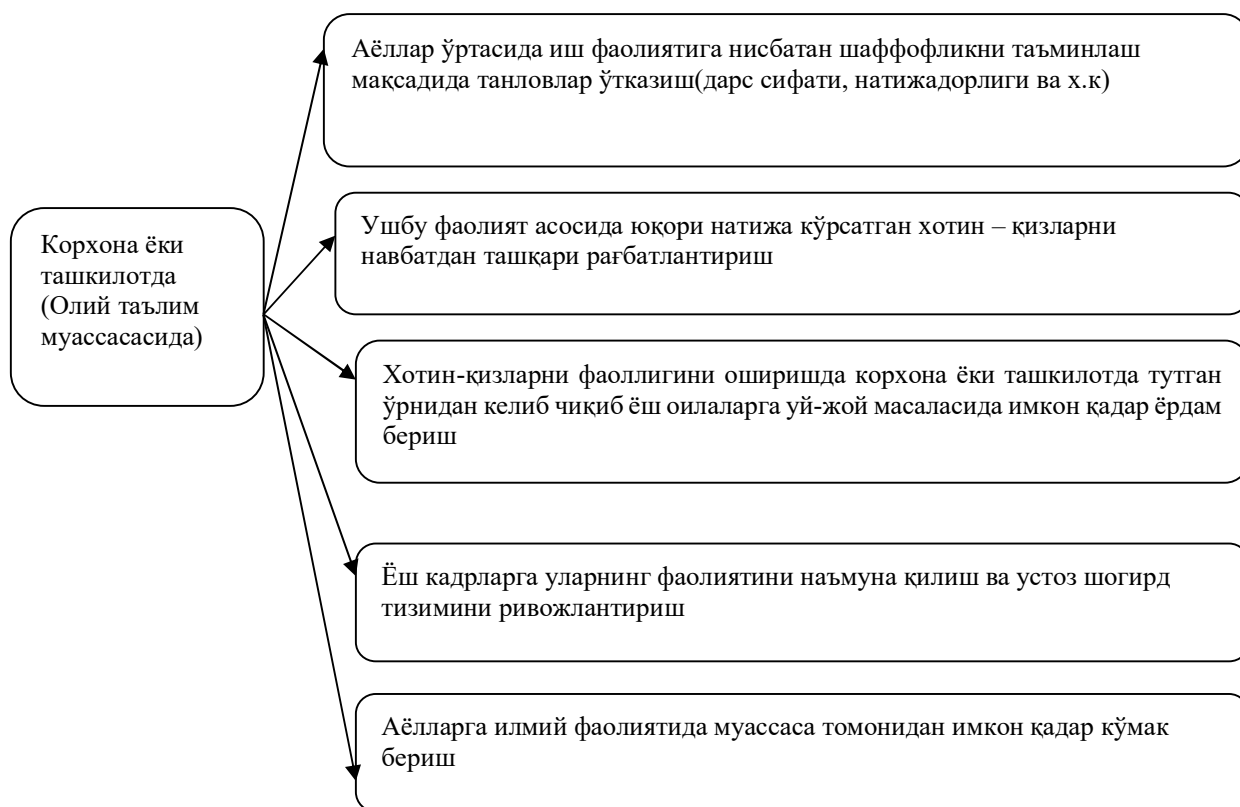 Аёллар ўртасида иш фаолиятига нисбатан шаффофликни таъминлаш
мақсадида танловлар ўтказиш(дарс сифати, натижадорлиги ва х.к)
Корхона ёки
ташкилотда
(Олий таълим
муассасасида)
Ушбу фаолият асосида юқори натижа кўрсатган хотин – қизларни
навбатдан ташқари рағбатлантириш
Хотин-қизларни фаоллигини оширишда корхона ёки ташкилотда тутган
ўрнидан келиб чиқиб ёш оилаларга уй-жой масаласида имкон қадар ёрдам
бериш
Ёш кадрларга уларнинг фаолиятини наъмуна қилиш ва устоз шогирд
тизимини ривожлантириш
Аёлларга илмий фаолиятида муассаса томонидан имкон қадар кўмак
бериш